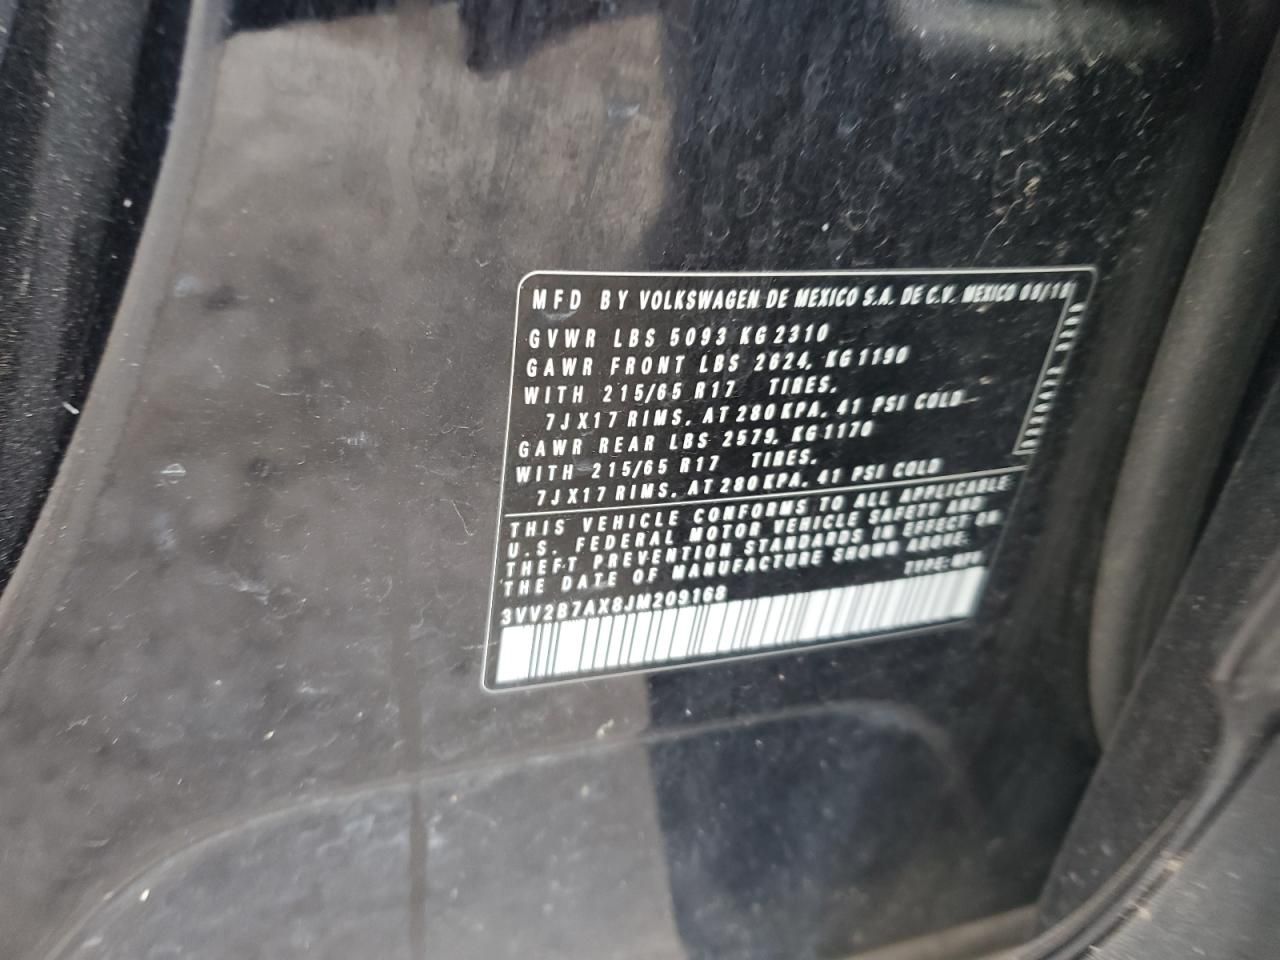 MFD BY VOLKSWAGEN DE MEXICO S.A. DE C.V. MEXICO
GVWR LBS 5093 KG 2310
GAWR FRONT LBS 2624, KG 1190
WITH 215/65 R17 TIRES,
7JX17 RIMS, AT 280 KPA, 41 PSI COLD
GAWR REAR LBS 2579, KG 1170
WITH 215/65 R17 TIRES,
7JX17 RIMS, AT 280 KPA, 41 PSI COLD
THIS VEHICLE CONFORMS TO ALL APPLICABLE
U.S. FEDERAL MOTOR VEHICLE SAFETY AND
THEFT PREVENTION STANDARDS IN EFFECT ON
THE DATE OF MANUFACTURE SHOWN ABOVE.
3VV2B7AX8JM209168 TYPE: